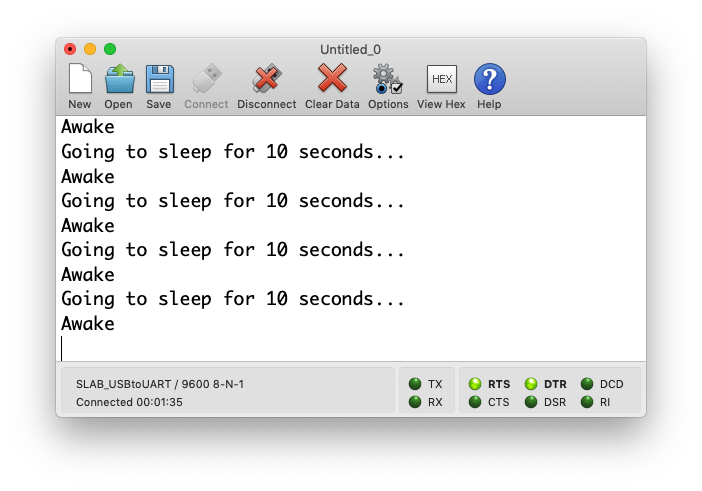 Untitled_0
New Open Save Connect Disconnect Clear Data Options HEX View Hex ? Help
Awake
Going to sleep for 10 seconds...
Awake
Going to sleep for 10 seconds...
Awake
Going to sleep for 10 seconds...
Awake
Going to sleep for 10 seconds...
Awake
SLAB_USBtoUART / 9600 8-N-1
Connected 00:01:35
TX RTS DTR DCD
RX CTS DSR RI